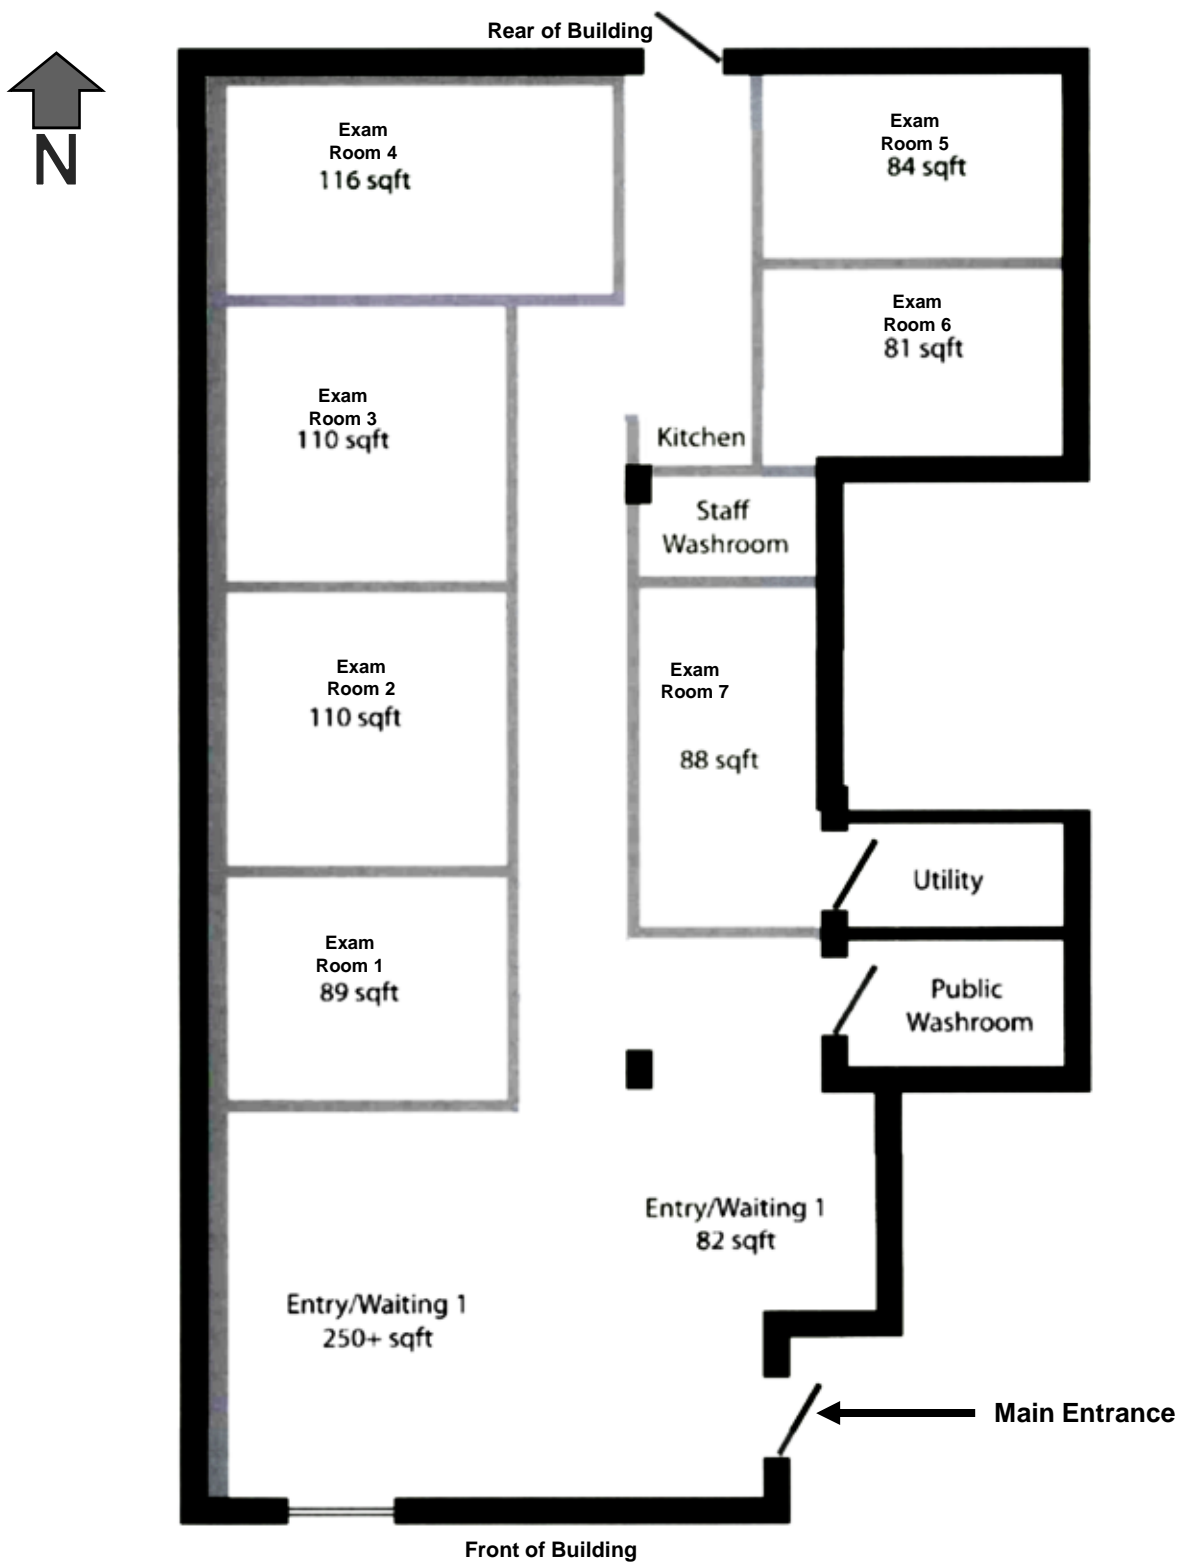 Rear of Building
N
Exam
Room 4
116 sqft
Exam
Room 5
84 sqft
Exam
Room 6
81 sqft
Exam
Room 3
110 sqft
Kitchen
Staff
Washroom
Exam
Room 2
110 sqft
Exam
Room 7
88 sqft
Utility
Exam
Room 1
89 sqft
Public
Washroom
Entry/Waiting 1
82 sqft
Entry/Waiting 1
250+ sqft
Main Entrance
Front of Building